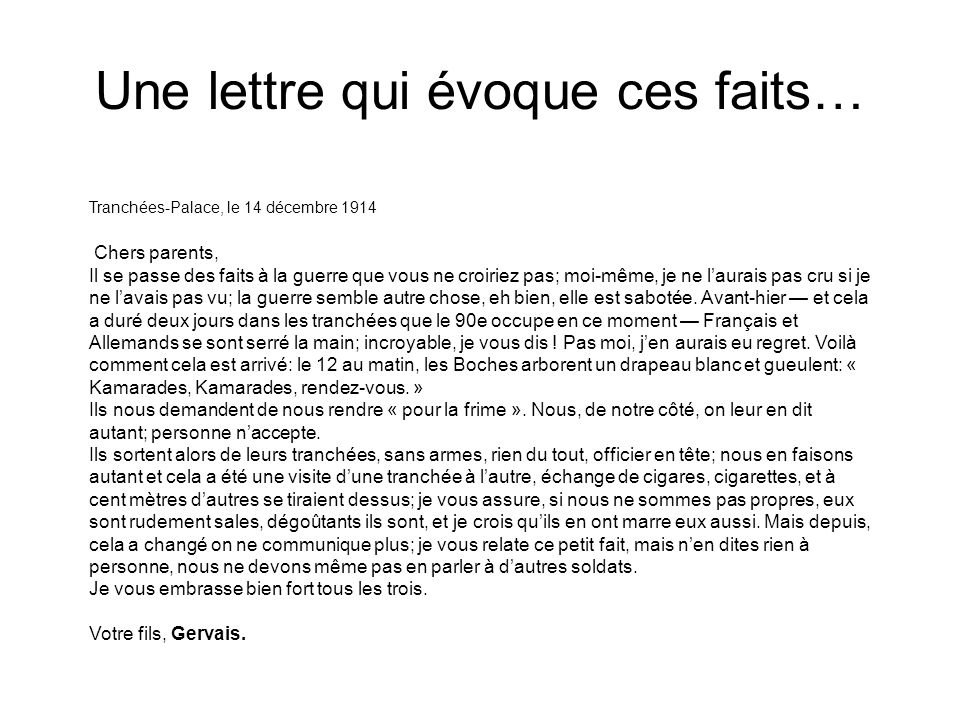 Une lettre qui évoque ces faits…
Tranchées-Palace, le 14 décembre 1914
Chers parents,
Il se passe des faits à la guerre que vous ne croiriez pas; moi-même, je ne l’aurais pas cru si je
ne l’avais pas vu; la guerre semble autre chose, eh bien, elle est sabotée. Avant-hier — et cela
a duré deux jours dans les tranchées que le 90e occupe en ce moment — Français et
Allemands se sont serré la main; incroyable, je vous dis ! Pas moi, j’en aurais eu regret. Voilà
comment cela est arrivé: le 12 au matin, les Boches arborent un drapeau blanc et gueulent: «
Kamarades, Kamarades, rendez-vous. »
Ils nous demandent de nous rendre « pour la frime ». Nous, de notre côté, on leur en dit
autant; personne n’accepte.
Ils sortent alors de leurs tranchées, sans armes, rien du tout, officier en tête; nous en faisons
autant et cela a été une visite d’une tranchée à l’autre, échange de cigares, cigarettes, et à
cent mètres d’autres se tiraient dessus; je vous assure, si nous ne sommes pas propres, eux
sont rudement sales, dégoûtants ils sont, et je crois qu’ils en ont marre eux aussi. Mais depuis,
cela a changé on ne communique plus; je vous relate ce petit fait, mais n’en dites rien à
personne, nous ne devons même pas en parler à d’autres soldats.
Je vous embrasse bien fort tous les trois.
Votre fils, Gervais.